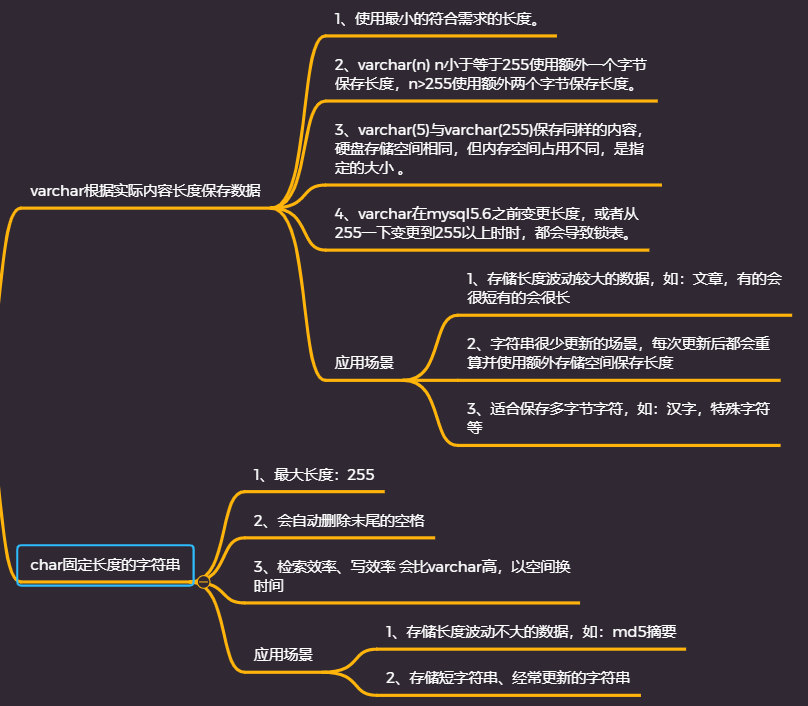 1、使用最小的符合需求的长度。
2、varchar(n) n小于等于255使用额外一个字节
保存长度，n>255使用额外两个字节保存长度。
3、varchar(5)与varchar(255)保存同样的内容，
硬盘存储空间相同，但内存空间占用不同，是指
定的大小 。
varchar根据实际内容长度保存数据
4、varchar在mysql5.6之前变更长度，或者从
255一下变更到255以上时时，都会导致锁表。
应用场景
1、存储长度波动较大的数据，如：文章，有的会
很短有的会很长
2、字符串很少更新的场景，每次更新后都会重
算并使用额外存储空间保存长度
3、适合保存多字节字符，如：汉字，特殊字符
等
char固定长度的字符串
1、最大长度：255
2、会自动删除末尾的空格
3、检索效率、写效率 会比varchar高，以空间换
时间
应用场景
1、存储长度波动不大的数据，如：md5摘要
2、存储短字符串、经常更新的字符串